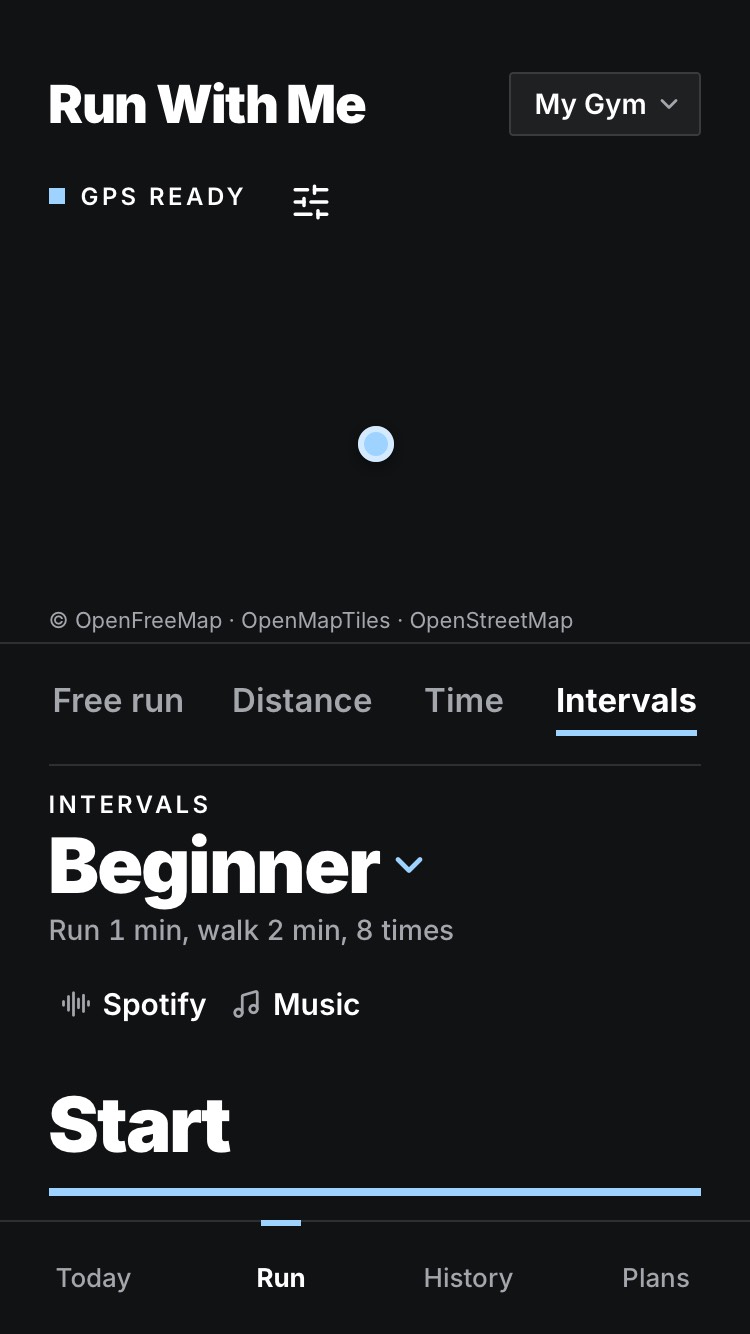 Run With Me
My Gym
GPS READY
© OpenFreeMap · OpenMapTiles · OpenStreetMap
Free run Distance Time Intervals
INTERVALS
Beginner
Run 1 min, walk 2 min, 8 times
Spotify Music
Start
Today Run History Plans